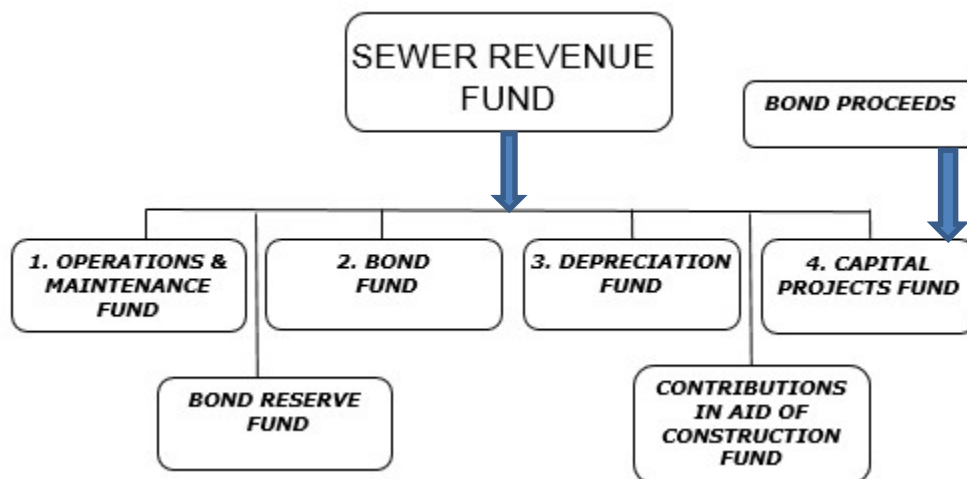 SEWER REVENUE
FUND
BOND PROCEEDS
1. OPERATIONS &
MAINTENANCE
FUND
2. BOND
FUND
3. DEPRECIATION
FUND
4. CAPITAL
PROJECTS FUND
BOND RESERVE
FUND
CONTRIBUTIONS
IN AID OF
CONSTRUCTION
FUND